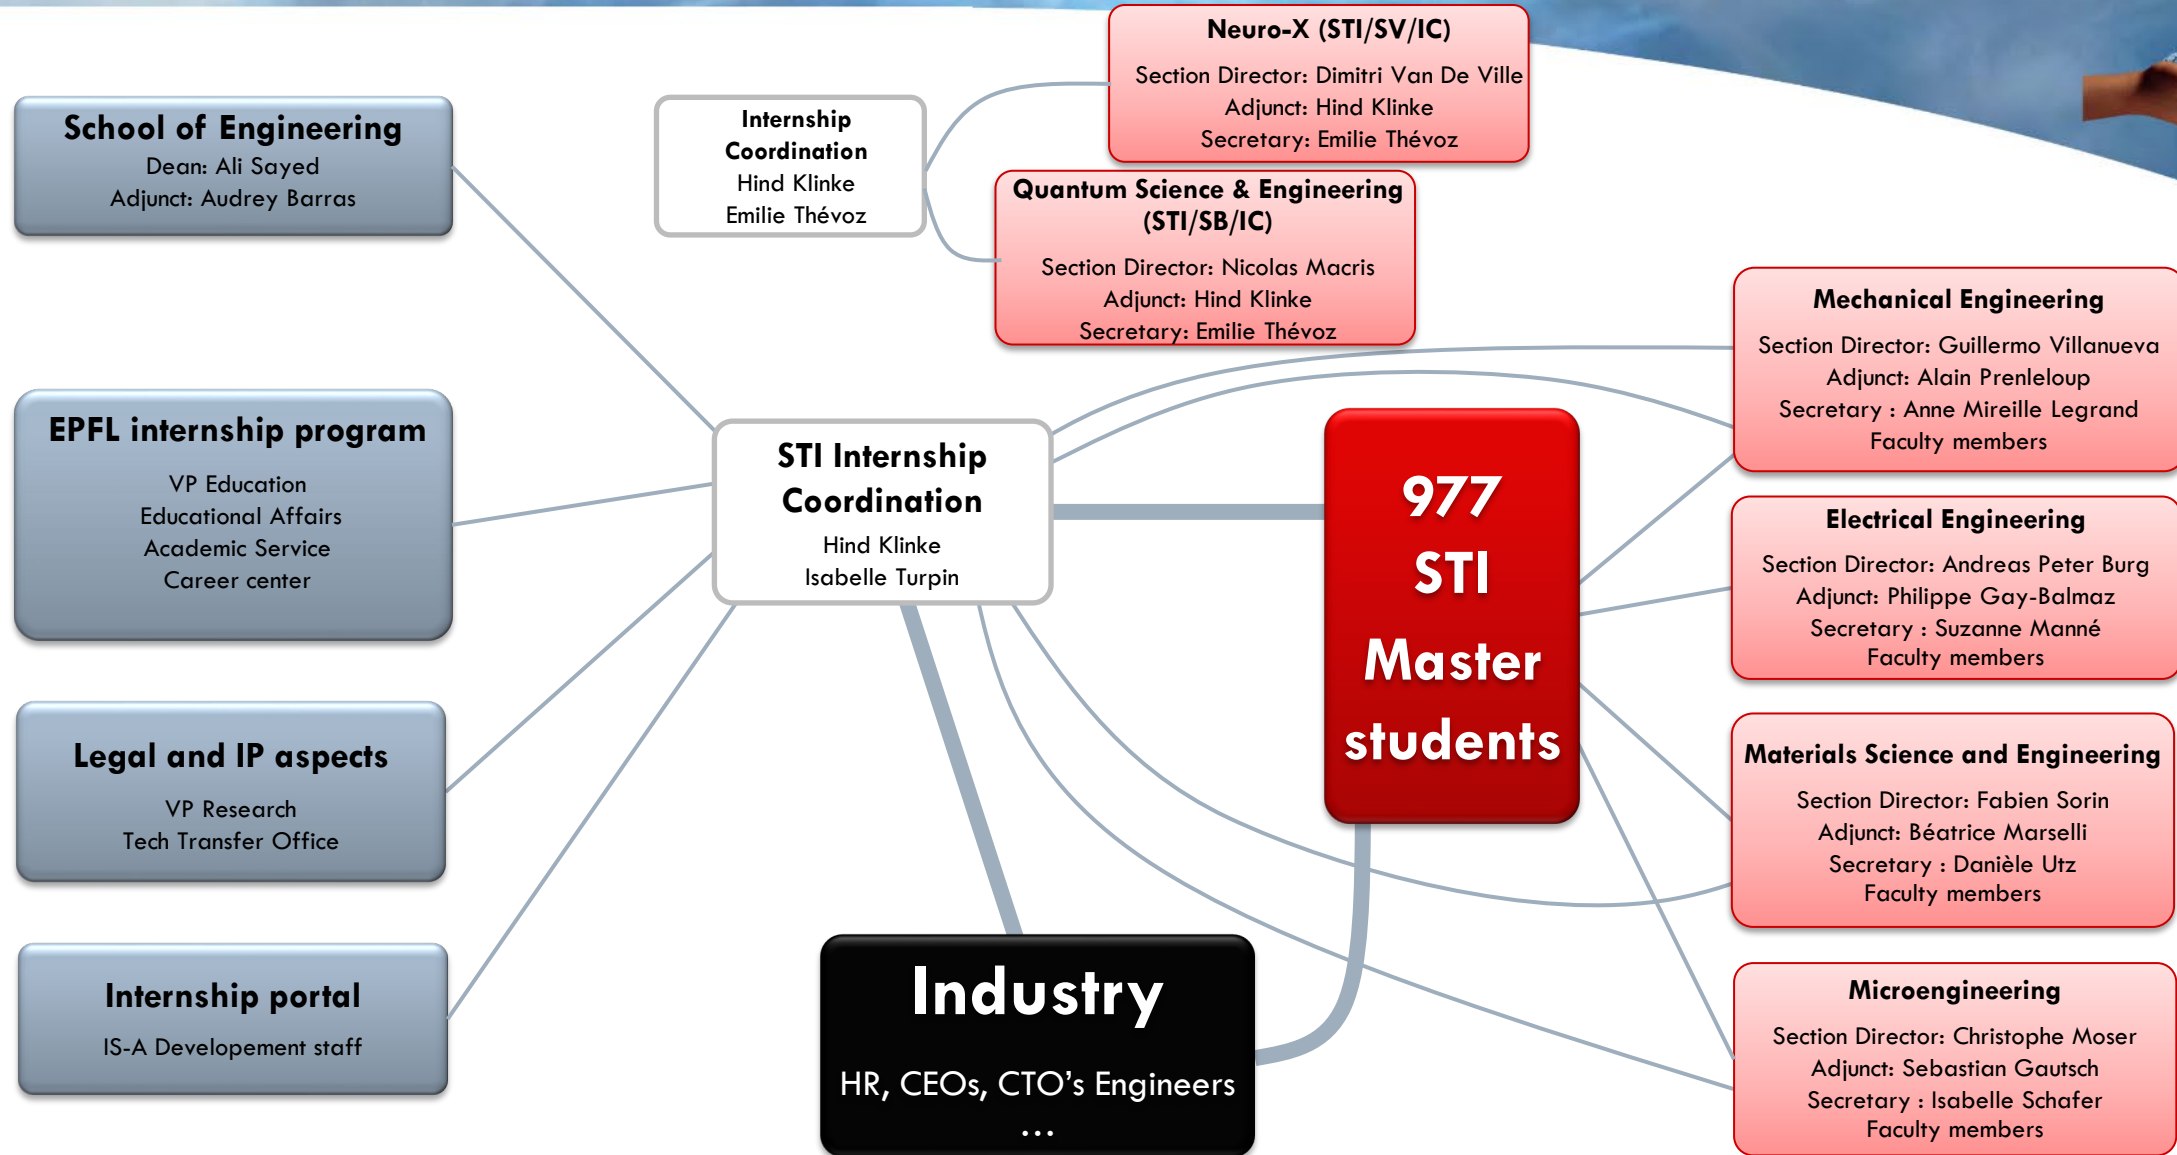 School of Engineering
Dean: Ali Sayed
Adjunct: Audrey Barras
EPFL internship program
VP Education
Educational Affairs
Academic Service
Career center
Legal and IP aspects
VP Research
Tech Transfer Office
Internship portal
IS-A Developement staff
Internship
Coordination
Hind Klinke
Emilie Thévoz
Neuro-X (STI/SV/IC)
Section Director: Dimitri Van De Ville
Adjunct: Hind Klinke
Secretary: Emilie Thévoz
Quantum Science & Engineering
(STI/SB/IC)
Section Director: Nicolas Macris
Adjunct: Hind Klinke
Secretary: Emilie Thévoz
STI Internship
Coordination
Hind Klinke
Isabelle Turpin
977
STI
Master
students
Industry
HR, CEOs, CTO’s Engineers
...
Mechanical Engineering
Section Director: Guillermo Villanueva
Adjunct: Alain Prenleloup
Secretary : Anne Mireille Legrand
Faculty members
Electrical Engineering
Section Director: Andreas Peter Burg
Adjunct: Philippe Gay-Balmaz
Secretary : Suzanne Manné
Faculty members
Materials Science and Engineering
Section Director: Fabien Sorin
Adjunct: Béatrice Marselli
Secretary : Danièle Utz
Faculty members
Microengineering
Section Director: Christophe Moser
Adjunct: Sebastian Gautsch
Secretary : Isabelle Schafer
Faculty members